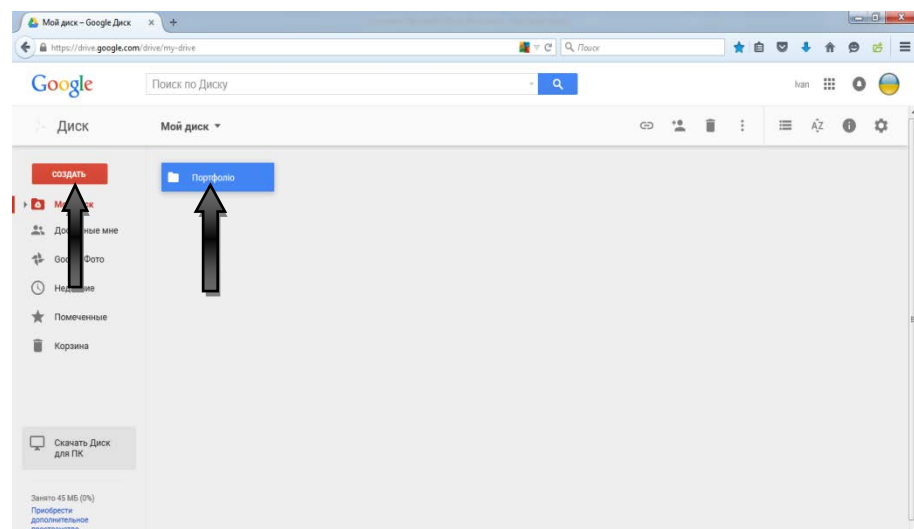 Мой диск – Google Диск
https://drive.google.com/drive/my-drive
Поиск
Google
Поиск по Диску
Ivan
Диск
Мой диск
СОЗДАТЬ
Портфоліо
Недавние
Помеченные
Корзина
Скачать Диск
для ПК
Занято 45 МБ (0%)
Приобрести
дополнительное